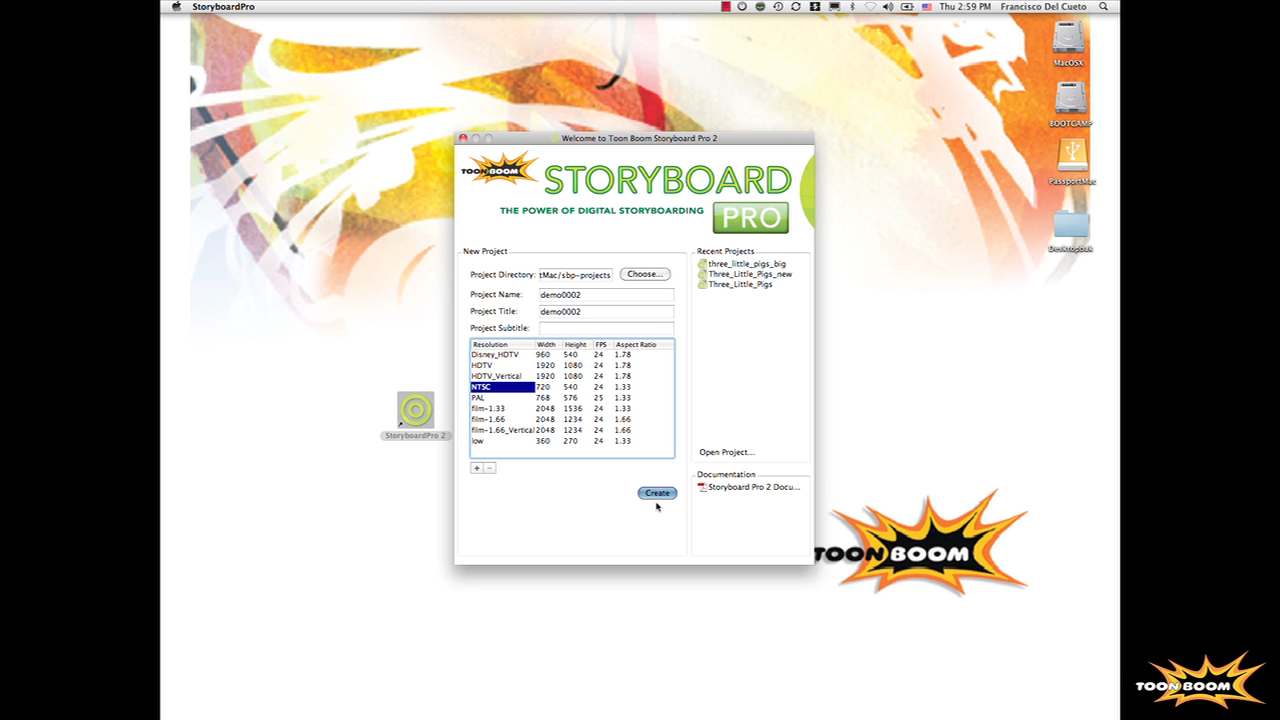 StoryboardPro
Thu 2:59 PM Francisco Del Cueto
MacOSX
BOOTCAMP
PassportMac
DesktopBak
Welcome to Toon Boom Storyboard Pro 2
TOONBOOM
STORYBOARD
THE POWER OF DIGITAL STORYBOARDING
PRO
New Project
Project Directory: tMac/sbp-projects Choose...
Project Name: demo0002
Project Title: demo0002
Project Subtitle:
Resolution Width Height FPS Aspect Ratio
Disney_HDTV 960 540 24 1.78
HDTV 1920 1080 24 1.78
HDTV_Vertical 1920 1080 24 1.78
NTSC 720 540 24 1.33
PAL 768 576 25 1.33
film-1.33 2048 1536 24 1.33
film-1.66 2048 1234 24 1.66
film-1.66_Vertical 2048 1234 24 1.66
low 360 270 24 1.33
+ −
Create
Recent Projects
three_little_pigs_big
Three_Little_Pigs_new
Three_Little_Pigs
Open Project...
Documentation
Storyboard Pro 2 Docu...
StoryboardPro 2
TOONBOOM
TOONBOOM